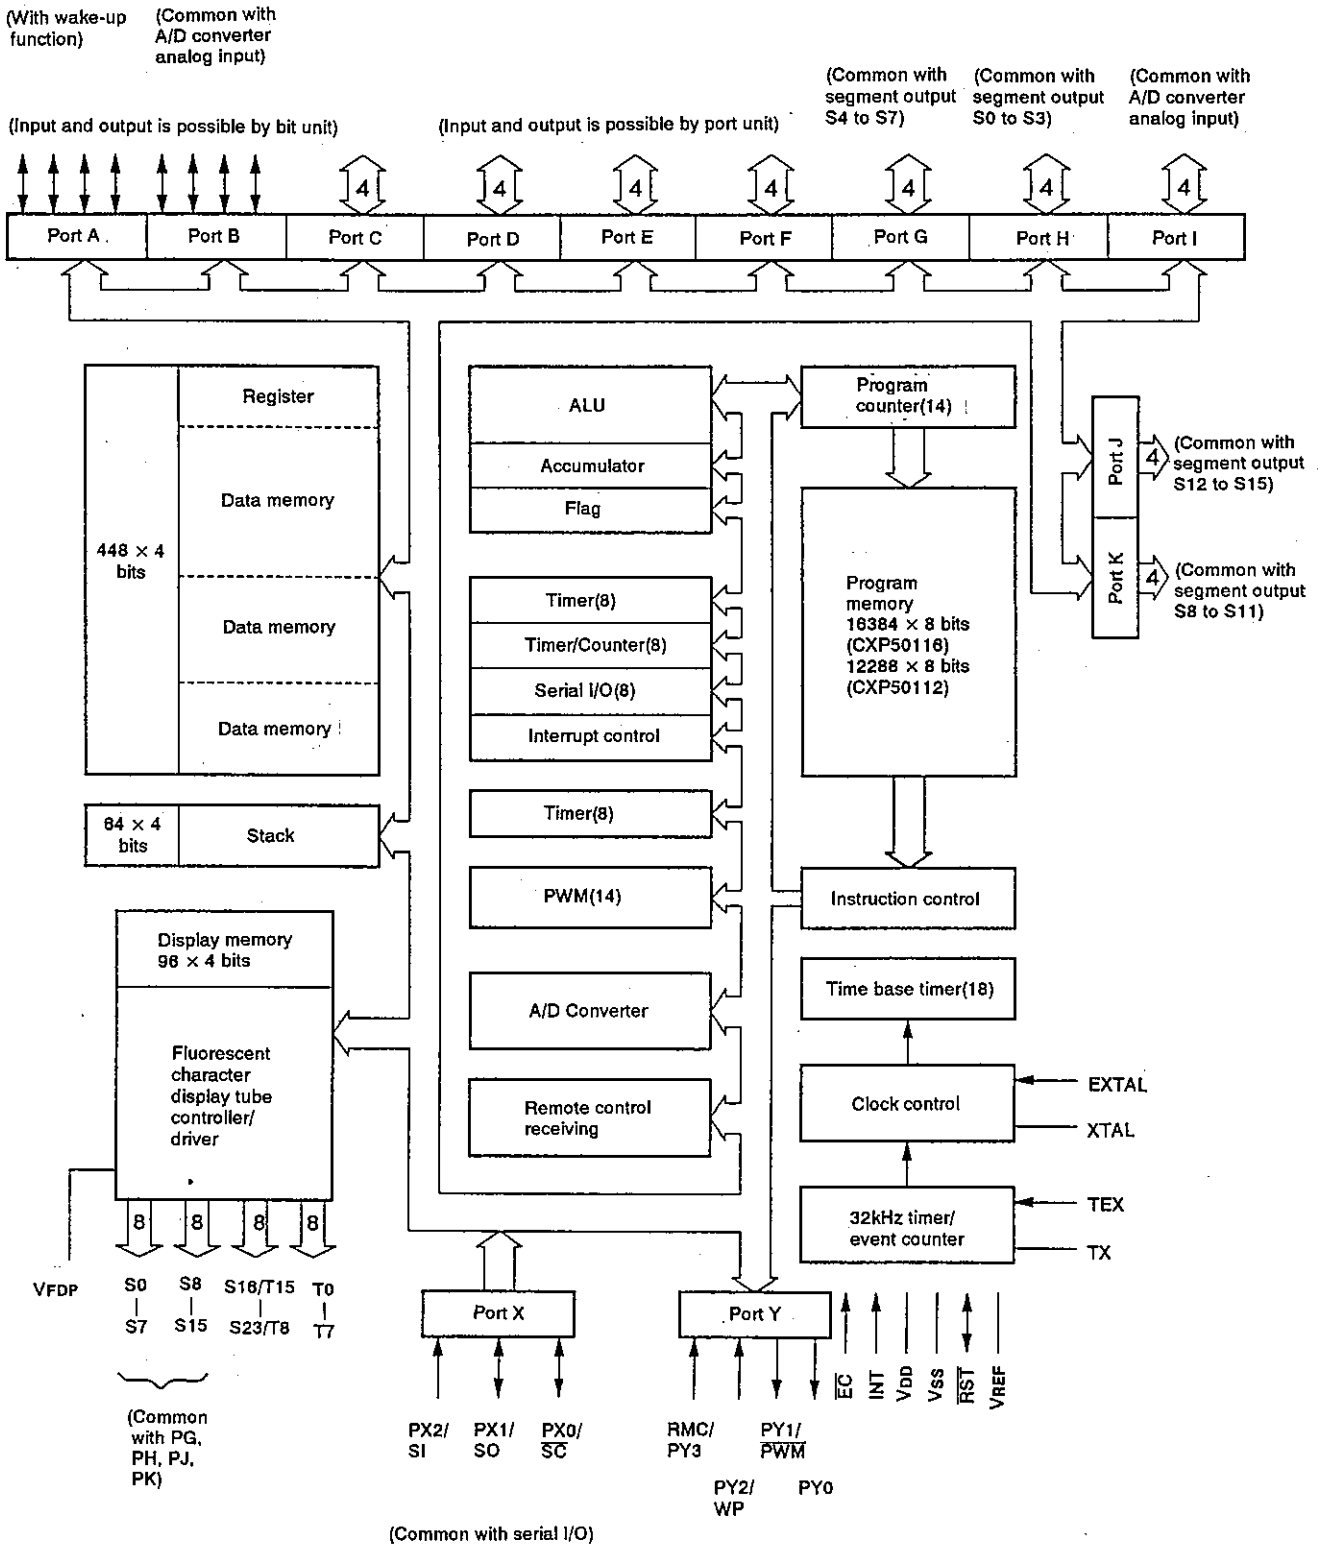 (With wake-up
function)
(Common with
A/D converter
analog input)
(Common with
segment output
S4 to S7)
(Common with
segment output
S0 to S3)
(Common with
A/D converter
analog input)
(Input and output is possible by bit unit)
(Input and output is possible by port unit)
4 4 4 4 4 4 4
Port A Port B Port C Port D Port E Port F Port G Port H Port I
448 × 4
bits
Register
Data memory
Data memory
Data memory
64 × 4
bits
Stack
Display memory
96 × 4 bits
Fluorescent
character
display tube
controller/
driver
ALU
Accumulator
Flag
Timer(8)
Timer/Counter(8)
Serial I/O(8)
Interrupt control
Timer(8)
PWM(14)
A/D Converter
Remote control
receiving
Program
counter(14)
Program
memory
16384 × 8 bits
(CXP50116)
12288 × 8 bits
(CXP50112)
Instruction control
Time base timer(18)
Clock control
32kHz timer/
event counter
Port J
4
(Common with
segment output
S12 to S15)
Port K
4
(Common with
segment output
S8 to S11)
EXTAL
XTAL
TEX
TX
8 8 8 8
VFDP
S0
S7
S8
S15
S16/T15
S23/T8
T0
T7
(Common
with PG,
PH, PJ,
PK)
Port X
PX2/
SI
PX1/
SO
PX0/
SC
Port Y
RMC/
PY3
PY2/
WP
PY1/
PWM
PY0
EC
INT
VDD
VSS
RST
VREF
(Common with serial I/O)